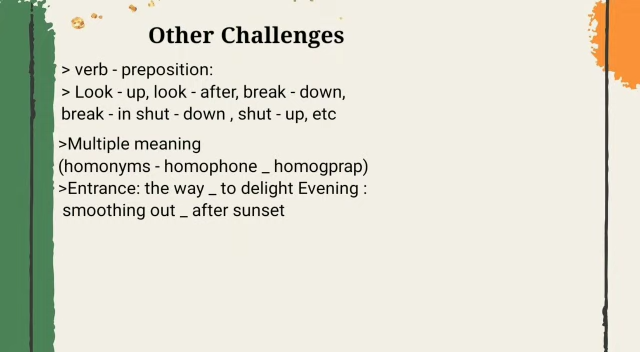 Other Challenges
> verb - preposition:
> Look - up, look - after, break - down,
break - in shut - down , shut - up, etc
>Multiple meaning
(homonyms - homophone _ homogprap)
>Entrance: the way _ to delight Evening :
smoothing out _ after sunset